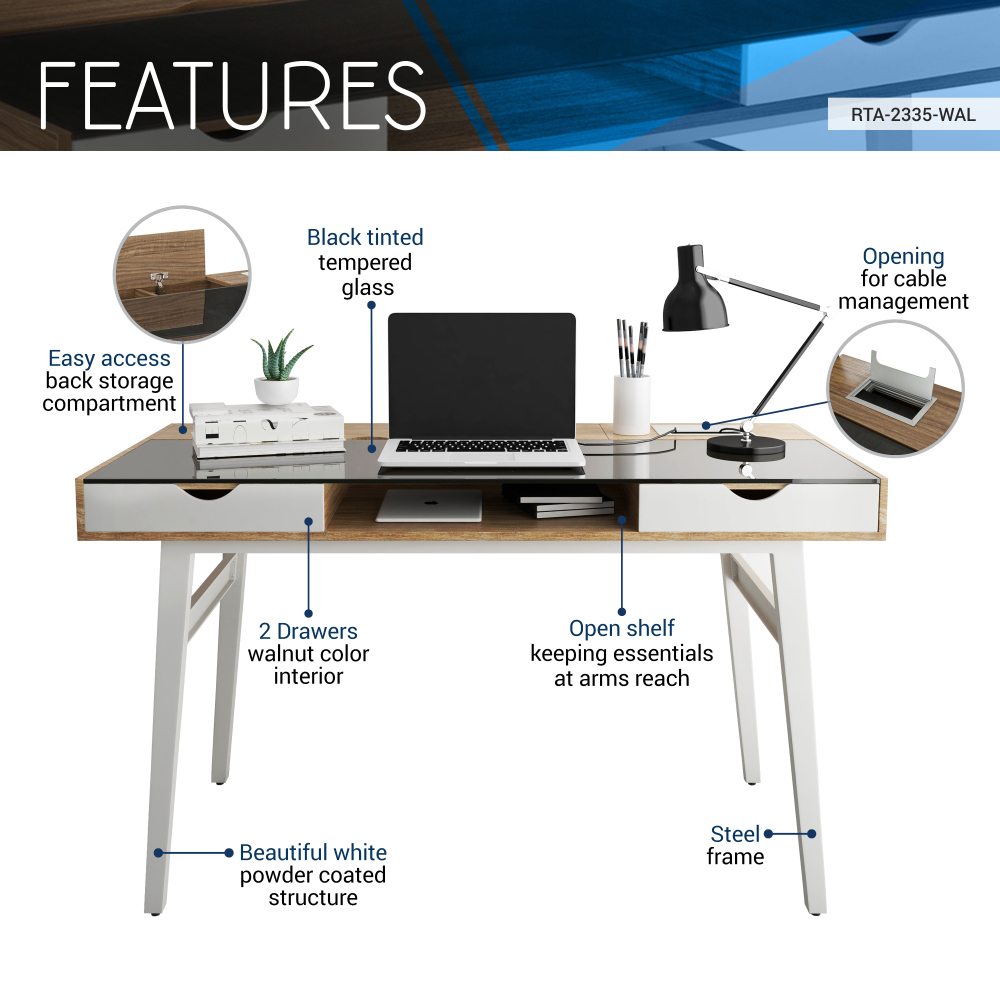 FEATURES
RTA-2335-WAL
Black tinted
tempered
glass
Opening
for cable
management
Easy access
back storage
compartment
2 Drawers
walnut color
interior
Open shelf
keeping essentials
at arms reach
Beautiful white
powder coated
structure
Steel
frame